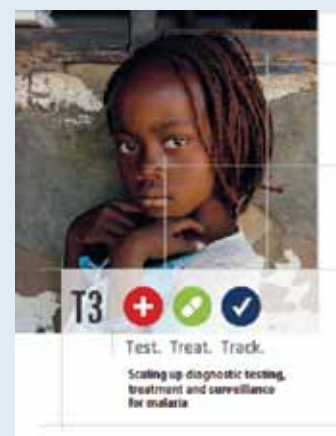 T3
Test. Treat. Track.
Scaling up diagnostic testing,
treatment and surveillance
for malaria